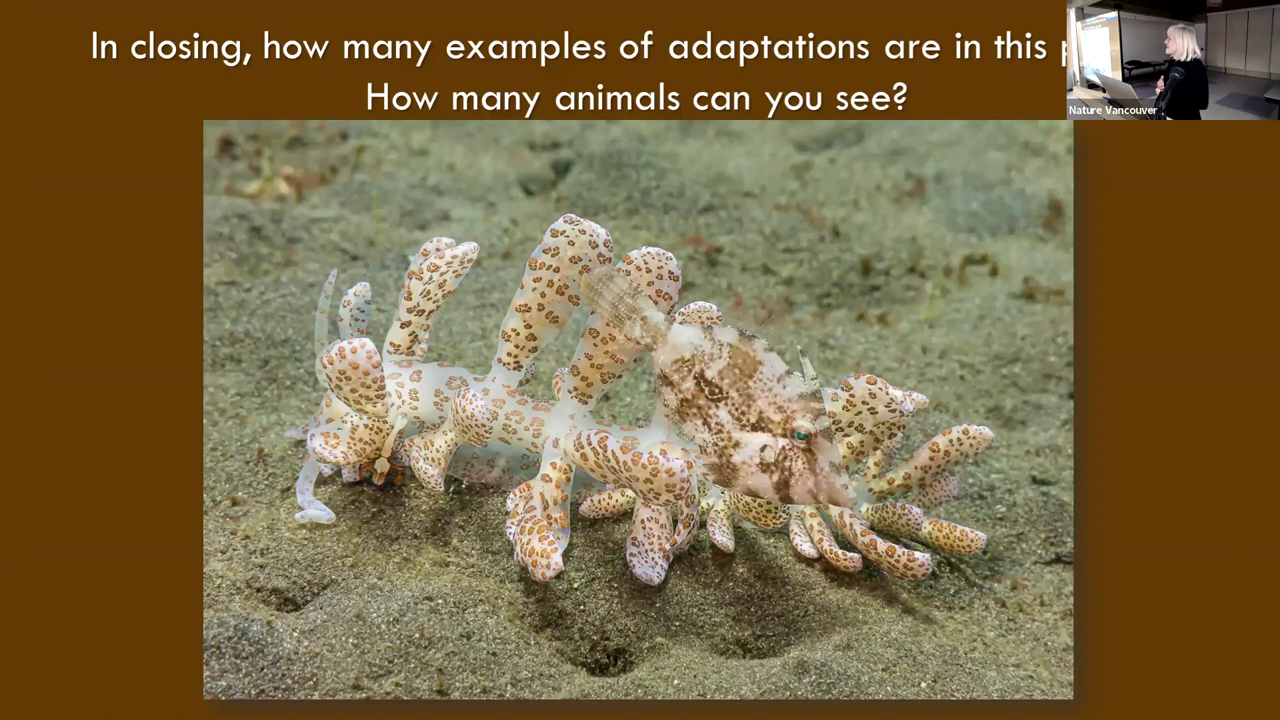 In closing, how many examples of adaptations are in this
How many animals can you see?
Nature Vancouver